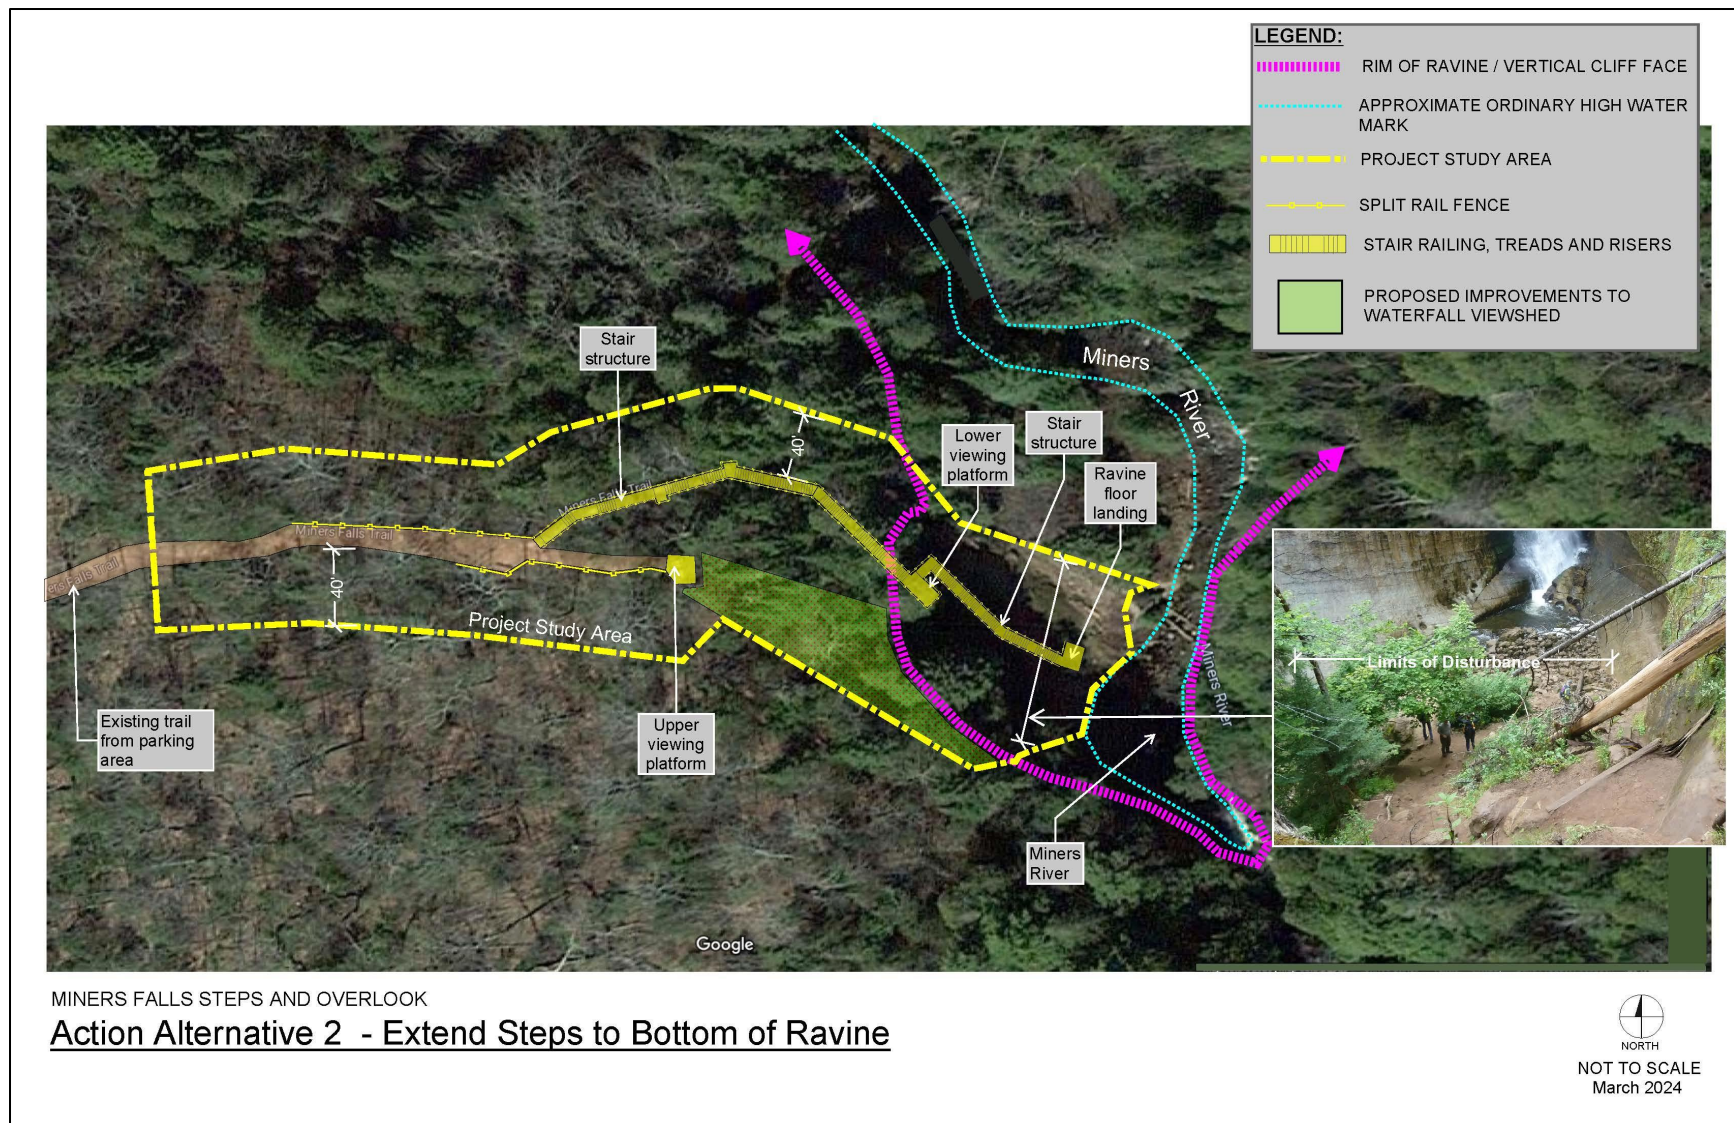 LEGEND:
RIM OF RAVINE / VERTICAL CLIFF FACE
APPROXIMATE ORDINARY HIGH WATER
MARK
PROJECT STUDY AREA
SPLIT RAIL FENCE
STAIR RAILING, TREADS AND RISERS
PROPOSED IMPROVEMENTS TO
WATERFALL VIEWSHED
Stair
structure
Miners
River
40'
Lower
viewing
platform
Stair
structure
Ravine
floor
landing
Miners Falls Trail
Miners Falls Trail
ers Falls Trail
40'
Project Study Area
Miners River
Limits of Disturbance
Existing trail
from parking
area
Upper
viewing
platform
Miners
River
Google
MINERS FALLS STEPS AND OVERLOOK
Action Alternative 2 - Extend Steps to Bottom of Ravine
NORTH
NOT TO SCALE
March 2024